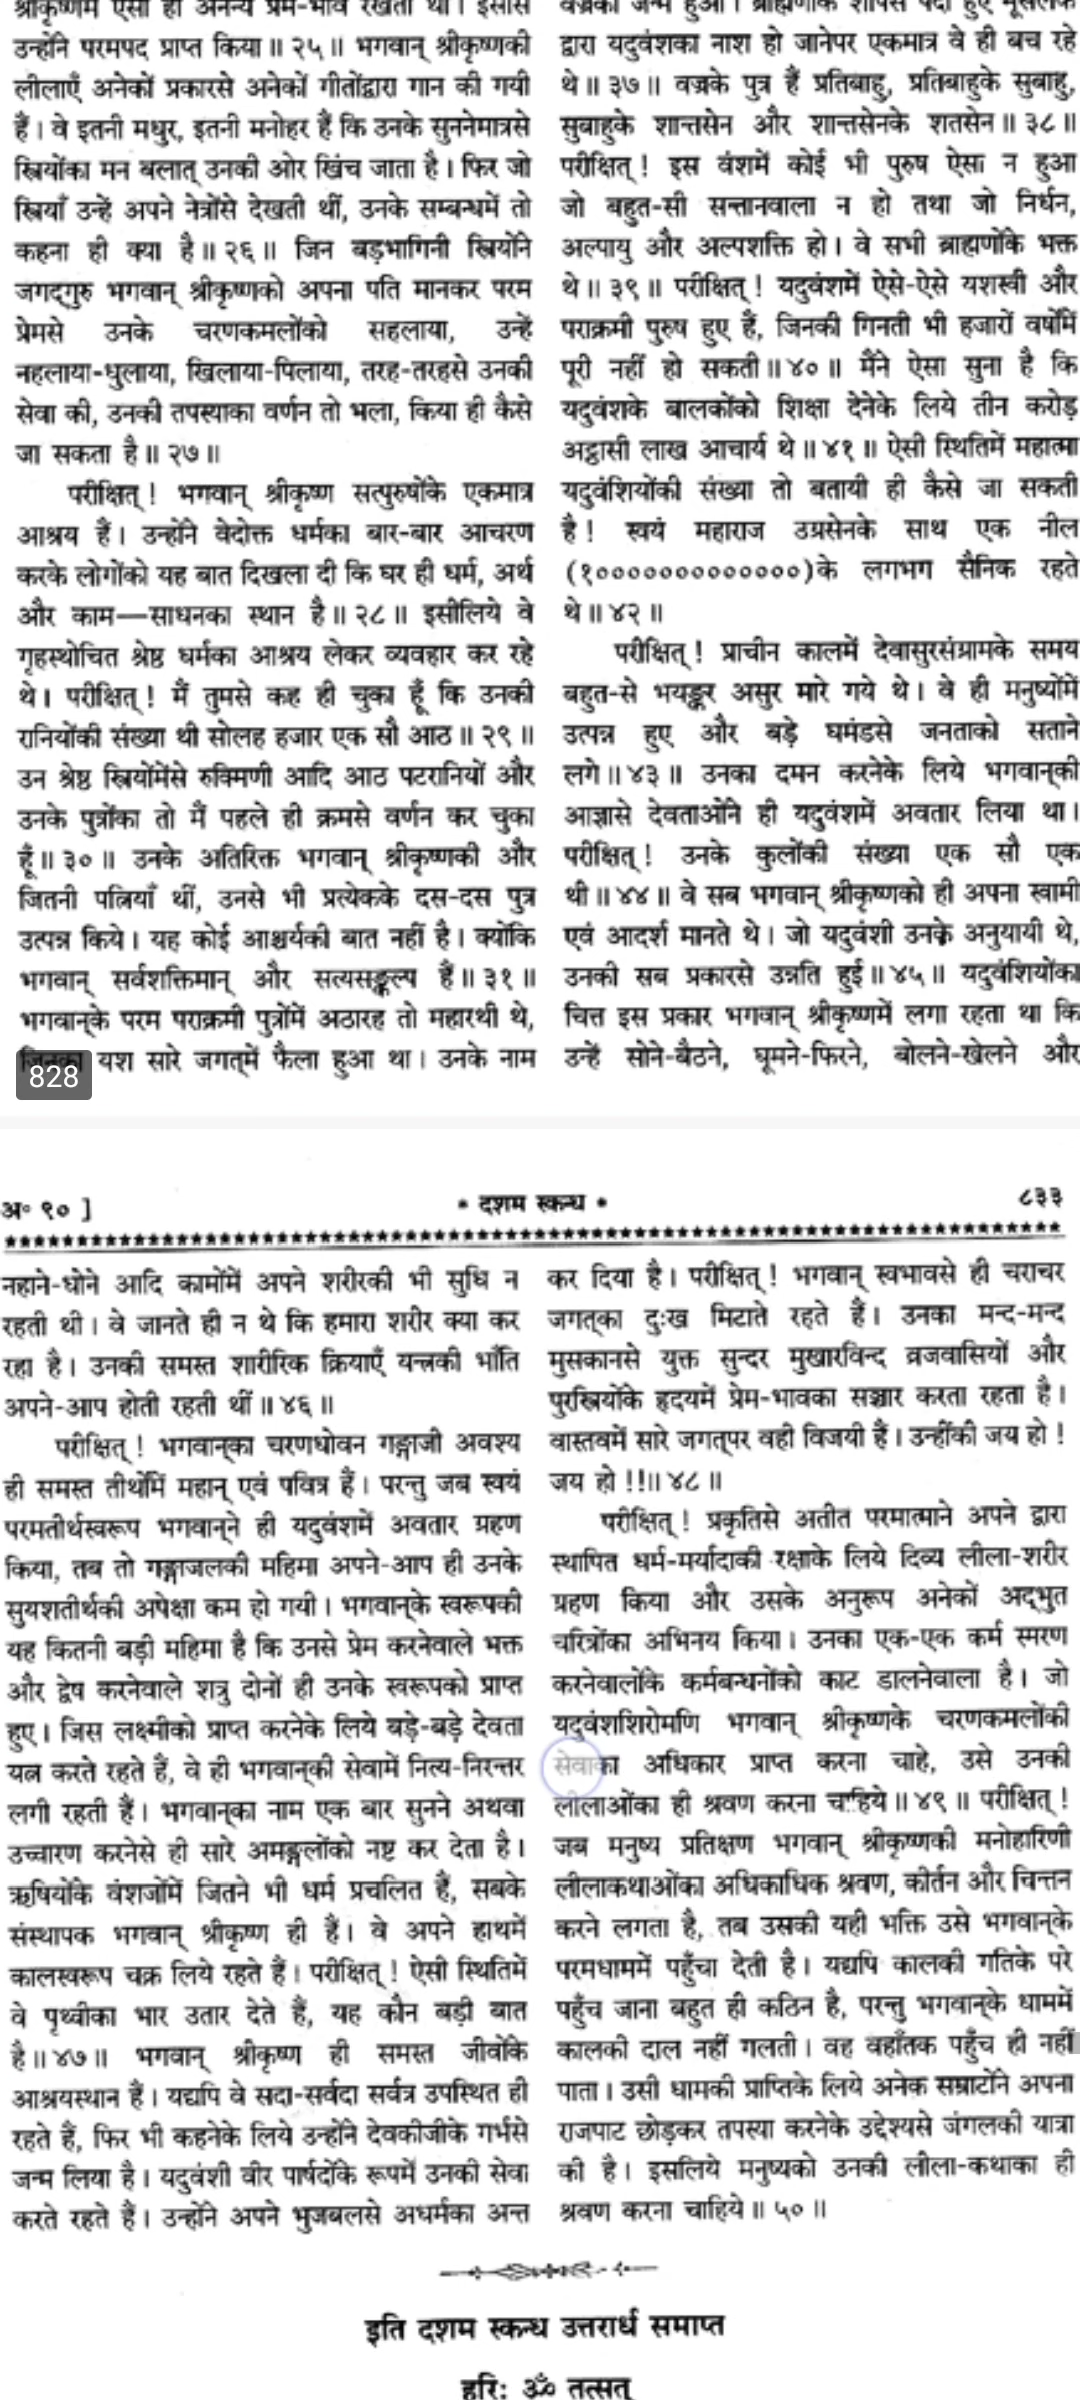 श्रीकृष्णमें ऐसा ही अनन्य प्रेम-भाव रखती थीं। इसीसे
उन्होंने परमपद प्राप्त किया॥ २५॥ भगवान् श्रीकृष्णकी
लीलाएँ अनेकों प्रकारसे अनेकों गीतोंद्वारा गान की गयी
हैं। वे इतनी मधुर, इतनी मनोहर हैं कि उनके सुननेमात्रसे
स्त्रियोंका मन बलात् उनकी ओर खिंच जाता है। फिर जो
स्त्रियाँ उन्हें अपने नेत्रोंसे देखती थीं, उनके सम्बन्धमें तो
कहना ही क्या है॥ २६॥ जिन बड़भागिनी स्त्रियोंने
जगद्‍गुरु भगवान् श्रीकृष्णको अपना पति मानकर परम
प्रेमसे उनके चरणकमलोंको सहलाया, उन्हें
नहलाया-धुलाया, खिलाया-पिलाया, तरह-तरहसे उनकी
सेवा की, उनकी तपस्याका वर्णन तो भला, किया ही कैसे
जा सकता है॥ २७॥
परीक्षित्! भगवान् श्रीकृष्ण सत्पुरुषोंके एकमात्र
आश्रय हैं। उन्होंने वेदोक्त धर्मका बार-बार आचरण
करके लोगोंको यह बात दिखला दी कि घर ही धर्म, अर्थ
और काम—साधनका स्थान है॥ २८॥ इसीलिये वे
गृहस्थोचित श्रेष्ठ धर्मका आश्रय लेकर व्यवहार कर रहे
थे। परीक्षित्! मैं तुमसे कह ही चुका हूँ कि उनकी
रानियोंकी संख्या थी सोलह हजार एक सौ आठ॥ २९॥
उन श्रेष्ठ स्त्रियोंमेंसे रुक्मिणी आदि आठ पटरानियों और
उनके पुत्रोंका तो मैं पहले ही क्रमसे वर्णन कर चुका
हूँ॥ ३०॥ उनके अतिरिक्त भगवान् श्रीकृष्णकी और
जितनी पत्नियाँ थीं, उनसे भी प्रत्येकके दस-दस पुत्र
उत्पन्न किये। यह कोई आश्चर्यकी बात नहीं है। क्योंकि
भगवान् सर्वशक्तिमान् और सत्यसङ्कल्प हैं॥ ३१॥
भगवान्‌के परम पराक्रमी पुत्रोंमें अठारह तो महारथी थे,
जिनका यश सारे जगत्‌में फैला हुआ था। उनके नाम
828
वज्रका जन्म हुआ। ब्राह्मणोंके शापसे पैदा हुए मूसलके
द्वारा यदुवंशका नाश हो जानेपर एकमात्र वे ही बच रहे
थे॥ ३७॥ वज्रके पुत्र हैं प्रतिबाहु, प्रतिबाहुके सुबाहु,
सुबाहुके शान्तसेन और शान्तसेनके शतसेन॥ ३८॥
परीक्षित्! इस वंशमें कोई भी पुरुष ऐसा न हुआ
जो बहुत-सी सन्तानवाला न हो तथा जो निर्धन,
अल्पायु और अल्पशक्ति हो। वे सभी ब्राह्मणोंके भक्त
थे॥ ३९॥ परीक्षित्! यदुवंशमें ऐसे-ऐसे यशस्वी और
पराक्रमी पुरुष हुए हैं, जिनकी गिनती भी हजारों वर्षोंमें
पूरी नहीं हो सकती॥ ४०॥ मैंने ऐसा सुना है कि
यदुवंशके बालकोंको शिक्षा देनेके लिये तीन करोड़
अट्ठासी लाख आचार्य थे॥ ४१॥ ऐसी स्थितिमें महात्मा
यदुवंशियोंकी संख्या तो बतायी ही कैसे जा सकती
है! स्वयं महाराज उग्रसेनके साथ एक नील
(१०००००००००००००)के लगभग सैनिक रहते
थे॥ ४२॥
परीक्षित्! प्राचीन कालमें देवासुरसंग्रामके समय
बहुत-से भयङ्कर असुर मारे गये थे। वे ही मनुष्योंमें
उत्पन्न हुए और बड़े घमंडसे जनताको सताने
लगे॥ ४३॥ उनका दमन करनेके लिये भगवान्‌की
आज्ञासे देवताओंने ही यदुवंशमें अवतार लिया था।
परीक्षित्! उनके कुलोंकी संख्या एक सौ एक
थी॥ ४४॥ वे सब भगवान् श्रीकृष्णको ही अपना स्वामी
एवं आदर्श मानते थे। जो यदुवंशी उनके अनुयायी थे,
उनकी सब प्रकारसे उन्नति हुई॥ ४५॥ यदुवंशियोंका
चित्त इस प्रकार भगवान् श्रीकृष्णमें लगा रहता था कि
उन्हें सोने-बैठने, घूमने-फिरने, बोलने-खेलने और
अ० ९० ]
* दशम स्कन्ध *
८३३
नहाने-धोने आदि कामोंमें अपने शरीरकी भी सुधि न
रहती थी। वे जानते ही न थे कि हमारा शरीर क्या कर
रहा है। उनकी समस्त शारीरिक क्रियाएँ यन्त्रकी भाँति
अपने-आप होती रहती थीं॥ ४६॥
परीक्षित्! भगवान्‌का चरणधोवन गङ्गाजी अवश्य
ही समस्त तीर्थोंमें महान् एवं पवित्र हैं। परन्तु जब स्वयं
परमतीर्थस्वरूप भगवान्‌ने ही यदुवंशमें अवतार ग्रहण
किया, तब तो गङ्गाजलकी महिमा अपने-आप ही उनके
सुयशतीर्थकी अपेक्षा कम हो गयी। भगवान्‌के स्वरूपकी
यह कितनी बड़ी महिमा है कि उनसे प्रेम करनेवाले भक्त
और द्वेष करनेवाले शत्रु दोनों ही उनके स्वरूपको प्राप्त
हुए। जिस लक्ष्मीको प्राप्त करनेके लिये बड़े-बड़े देवता
यत्न करते रहते हैं, वे ही भगवान्‌की सेवामें नित्य-निरन्तर
लगी रहती हैं। भगवान्‌का नाम एक बार सुनने अथवा
उच्चारण करनेसे ही सारे अमङ्गलोंको नष्ट कर देता है।
ऋषियोंके वंशजोंमें जितने भी धर्म प्रचलित हैं, सबके
संस्थापक भगवान् श्रीकृष्ण ही हैं। वे अपने हाथमें
कालस्वरूप चक्र लिये रहते हैं। परीक्षित्! ऐसी स्थितिमें
वे पृथ्वीका भार उतार देते हैं, यह कौन बड़ी बात
है॥ ४७॥ भगवान् श्रीकृष्ण ही समस्त जीवोंके
आश्रयस्थान हैं। यद्यपि वे सदा-सर्वदा सर्वत्र उपस्थित ही
रहते हैं, फिर भी कहनेके लिये उन्होंने देवकीजीके गर्भसे
जन्म लिया है। यदुवंशी वीर पार्षदोंके रूपमें उनकी सेवा
करते रहते हैं। उन्होंने अपने भुजबलसे अधर्मका अन्त
कर दिया है। परीक्षित्! भगवान् स्वभावसे ही चराचर
जगत्‌का दुःख मिटाते रहते हैं। उनका मन्द-मन्द
मुसकानसे युक्त सुन्दर मुखारविन्द व्रजवासियों और
पुरस्त्रियोंके हृदयमें प्रेम-भावका सञ्चार करता रहता है।
वास्तवमें सारे जगत्‌पर वही विजयी हैं। उन्हींकी जय हो!
जय हो!!॥ ४८॥
परीक्षित्! प्रकृतिसे अतीत परमात्माने अपने द्वारा
स्थापित धर्म-मर्यादाकी रक्षाके लिये दिव्य लीला-शरीर
ग्रहण किया और उसके अनुरूप अनेकों अद्‍भुत
चरित्रोंका अभिनय किया। उनका एक-एक कर्म स्मरण
करनेवालोंके कर्मबन्धनोंको काट डालनेवाला है। जो
यदुवंशशिरोमणि भगवान् श्रीकृष्णके चरणकमलोंकी
सेवाका अधिकार प्राप्त करना चाहे, उसे उनकी
लीलाओंका ही श्रवण करना चाहिये॥ ४९॥ परीक्षित्!
जब मनुष्य प्रतिक्षण भगवान् श्रीकृष्णकी मनोहारिणी
लीलाकथाओंका अधिकाधिक श्रवण, कीर्तन और चिन्तन
करने लगता है, तब उसकी यही भक्ति उसे भगवान्‌के
परमधाममें पहुँचा देती है। यद्यपि कालकी गतिके परे
पहुँच जाना बहुत ही कठिन है, परन्तु भगवान्‌के धाममें
कालकी दाल नहीं गलती। वह वहाँतक पहुँच ही नहीं
पाता। उसी धामकी प्राप्तिके लिये अनेक सम्राटोंने अपना
राजपाट छोड़कर तपस्या करनेके उद्देश्यसे जंगलकी यात्रा
की है। इसलिये मनुष्यको उनकी लीला-कथाका ही
श्रवण करना चाहिये॥ ५०॥
इति दशम स्कन्ध उत्तरार्ध समाप्त
हरिः ॐ तत्सत्